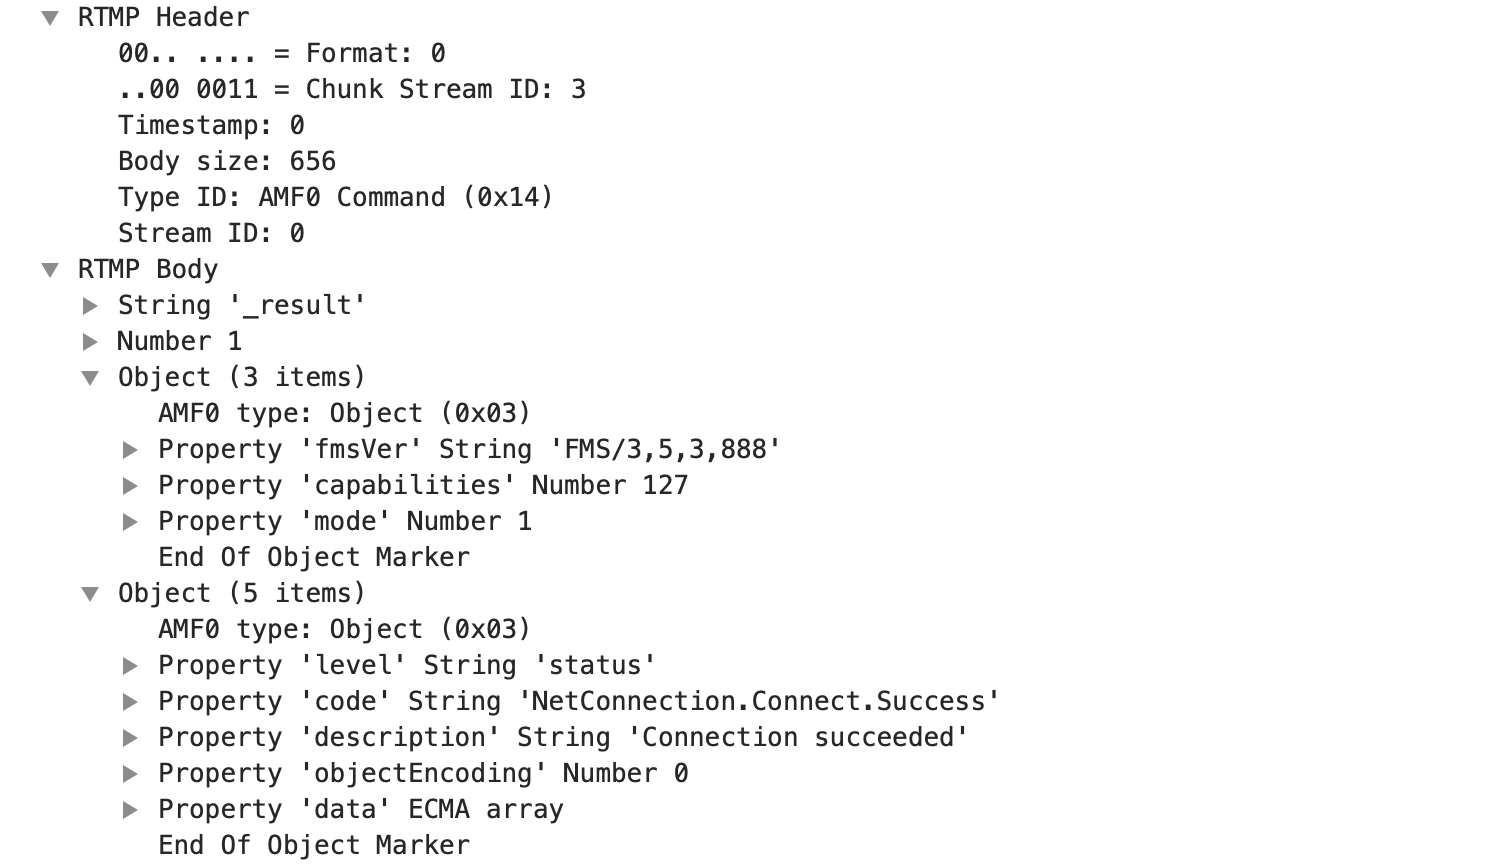 RTMP Header
00.. .... = Format: 0
..00 0011 = Chunk Stream ID: 3
Timestamp: 0
Body size: 656
Type ID: AMF0 Command (0x14)
Stream ID: 0
RTMP Body
String '_result'
Number 1
Object (3 items)
AMF0 type: Object (0x03)
Property 'fmsVer' String 'FMS/3,5,3,888'
Property 'capabilities' Number 127
Property 'mode' Number 1
End Of Object Marker
Object (5 items)
AMF0 type: Object (0x03)
Property 'level' String 'status'
Property 'code' String 'NetConnection.Connect.Success'
Property 'description' String 'Connection succeeded'
Property 'objectEncoding' Number 0
Property 'data' ECMA array
End Of Object Marker